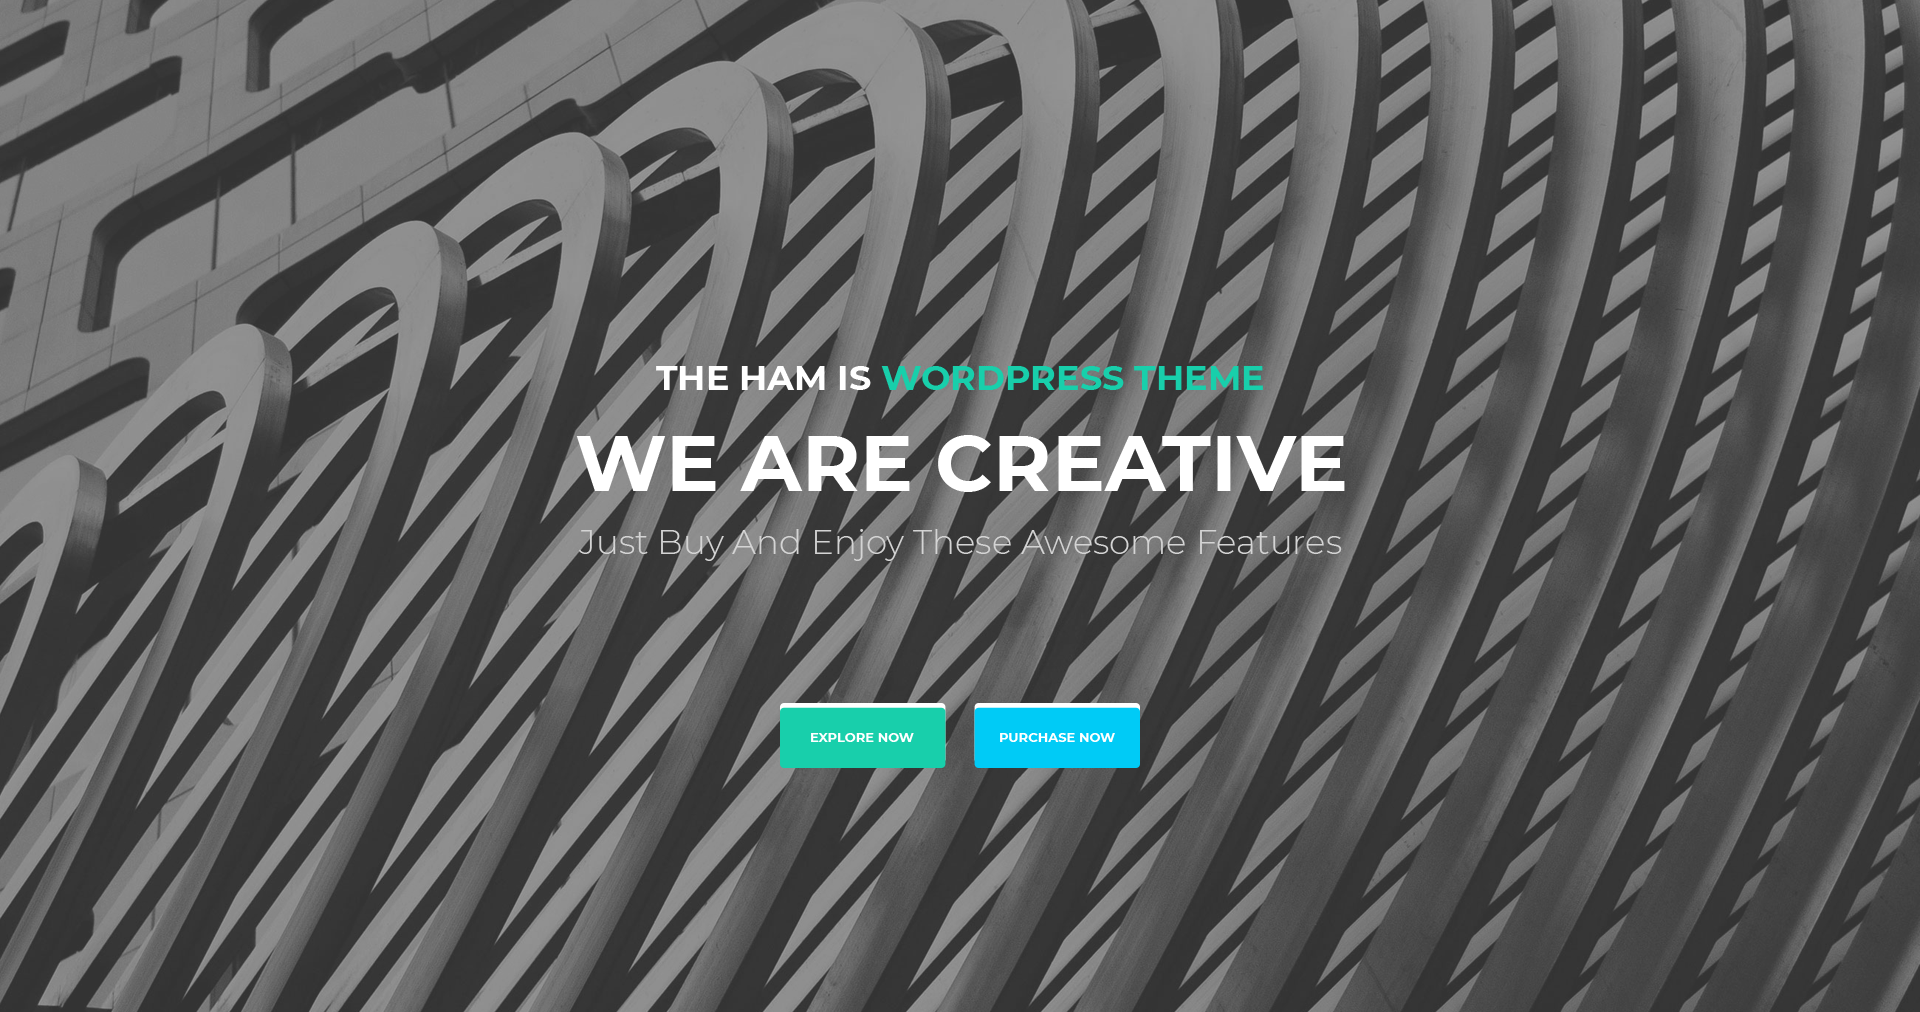 THE HAM IS WORDPRESS THEME
WE ARE CREATIVE
Just Buy And Enjoy These Awesome Features
EXPLORE NOW
PURCHASE NOW